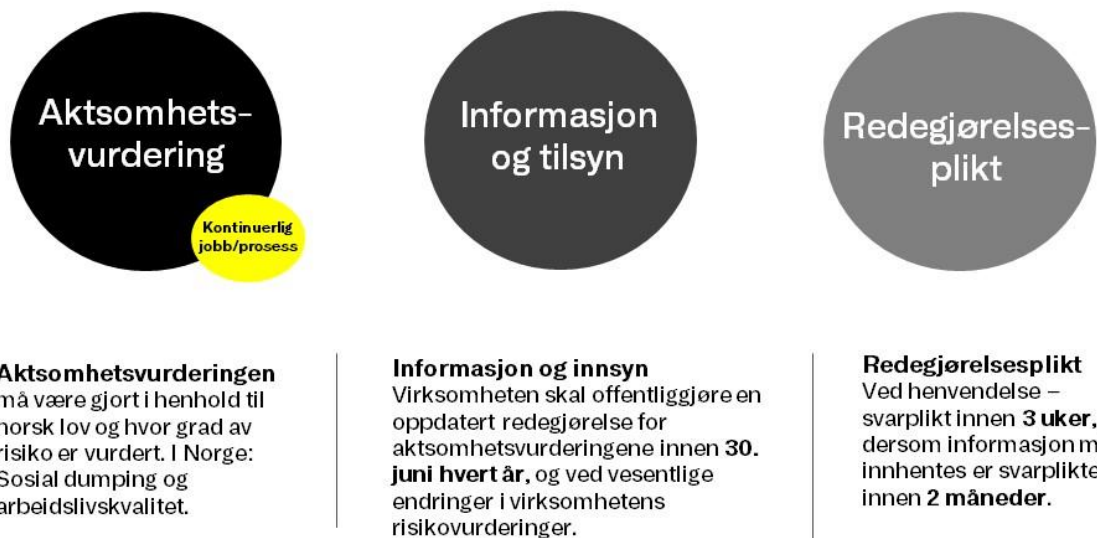 Aktsomhets-
vurdering
Kontinuerlig
jobb/prosess
Informasjon
og tilsyn
Redegjørelses-
plikt
Aktsomhetsvurderingen
må være gjort i henhold til
norsk lov og hvor grad av
risiko er vurdert. I Norge:
Sosial dumping og
arbeidslivskvalitet.
Informasjon og innsyn
Virksomheten skal offentliggjøre en
oppdatert redegjørelse for
aktsomhetsvurderingene innen 30.
juni hvert år, og ved vesentlige
endringer i virksomhetens
risikovurderinger.
Redegjørelsesplikt
Ved henvendelse –
svarplikt innen 3 uker,
dersom informasjon
innhentes er svarplikte
innen 2 måneder.